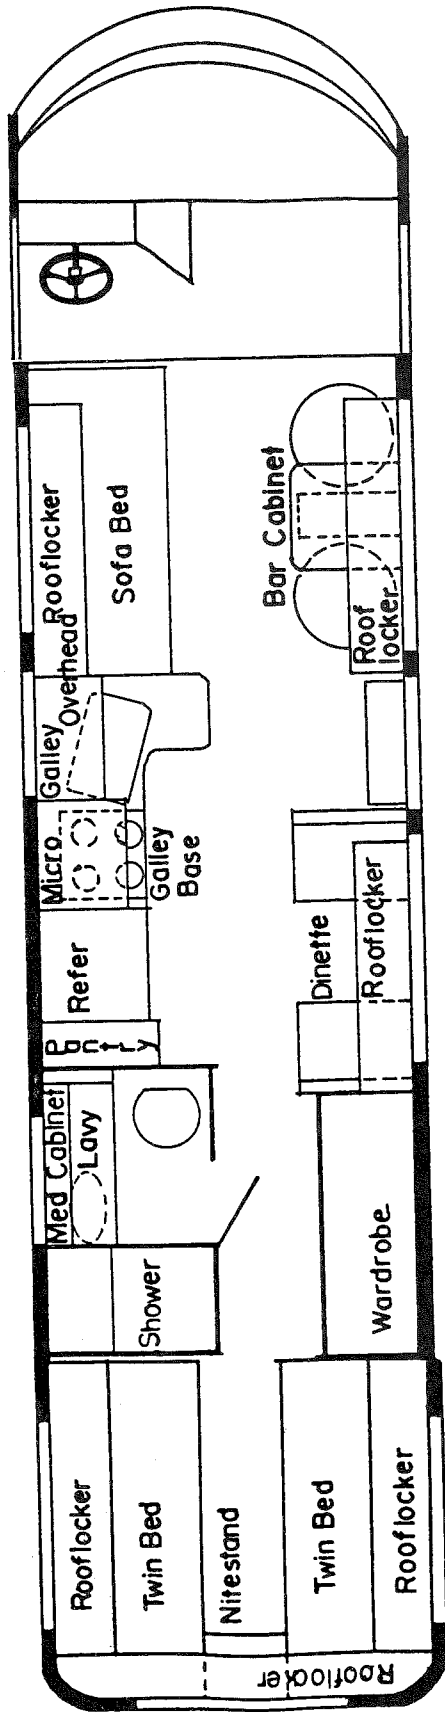 Rooflocker
Sofa Bed
Bar Cabinet
Roof
locker
Galley
Overhead
Micro
Galley
Base
Refer
Pantry
Dinette
Rooflocker
Med Cabinet
Lavy
Shower
Wardrobe
Rooflocker
Twin Bed
Nitestand
Twin Bed
Rooflocker
Rooflocker